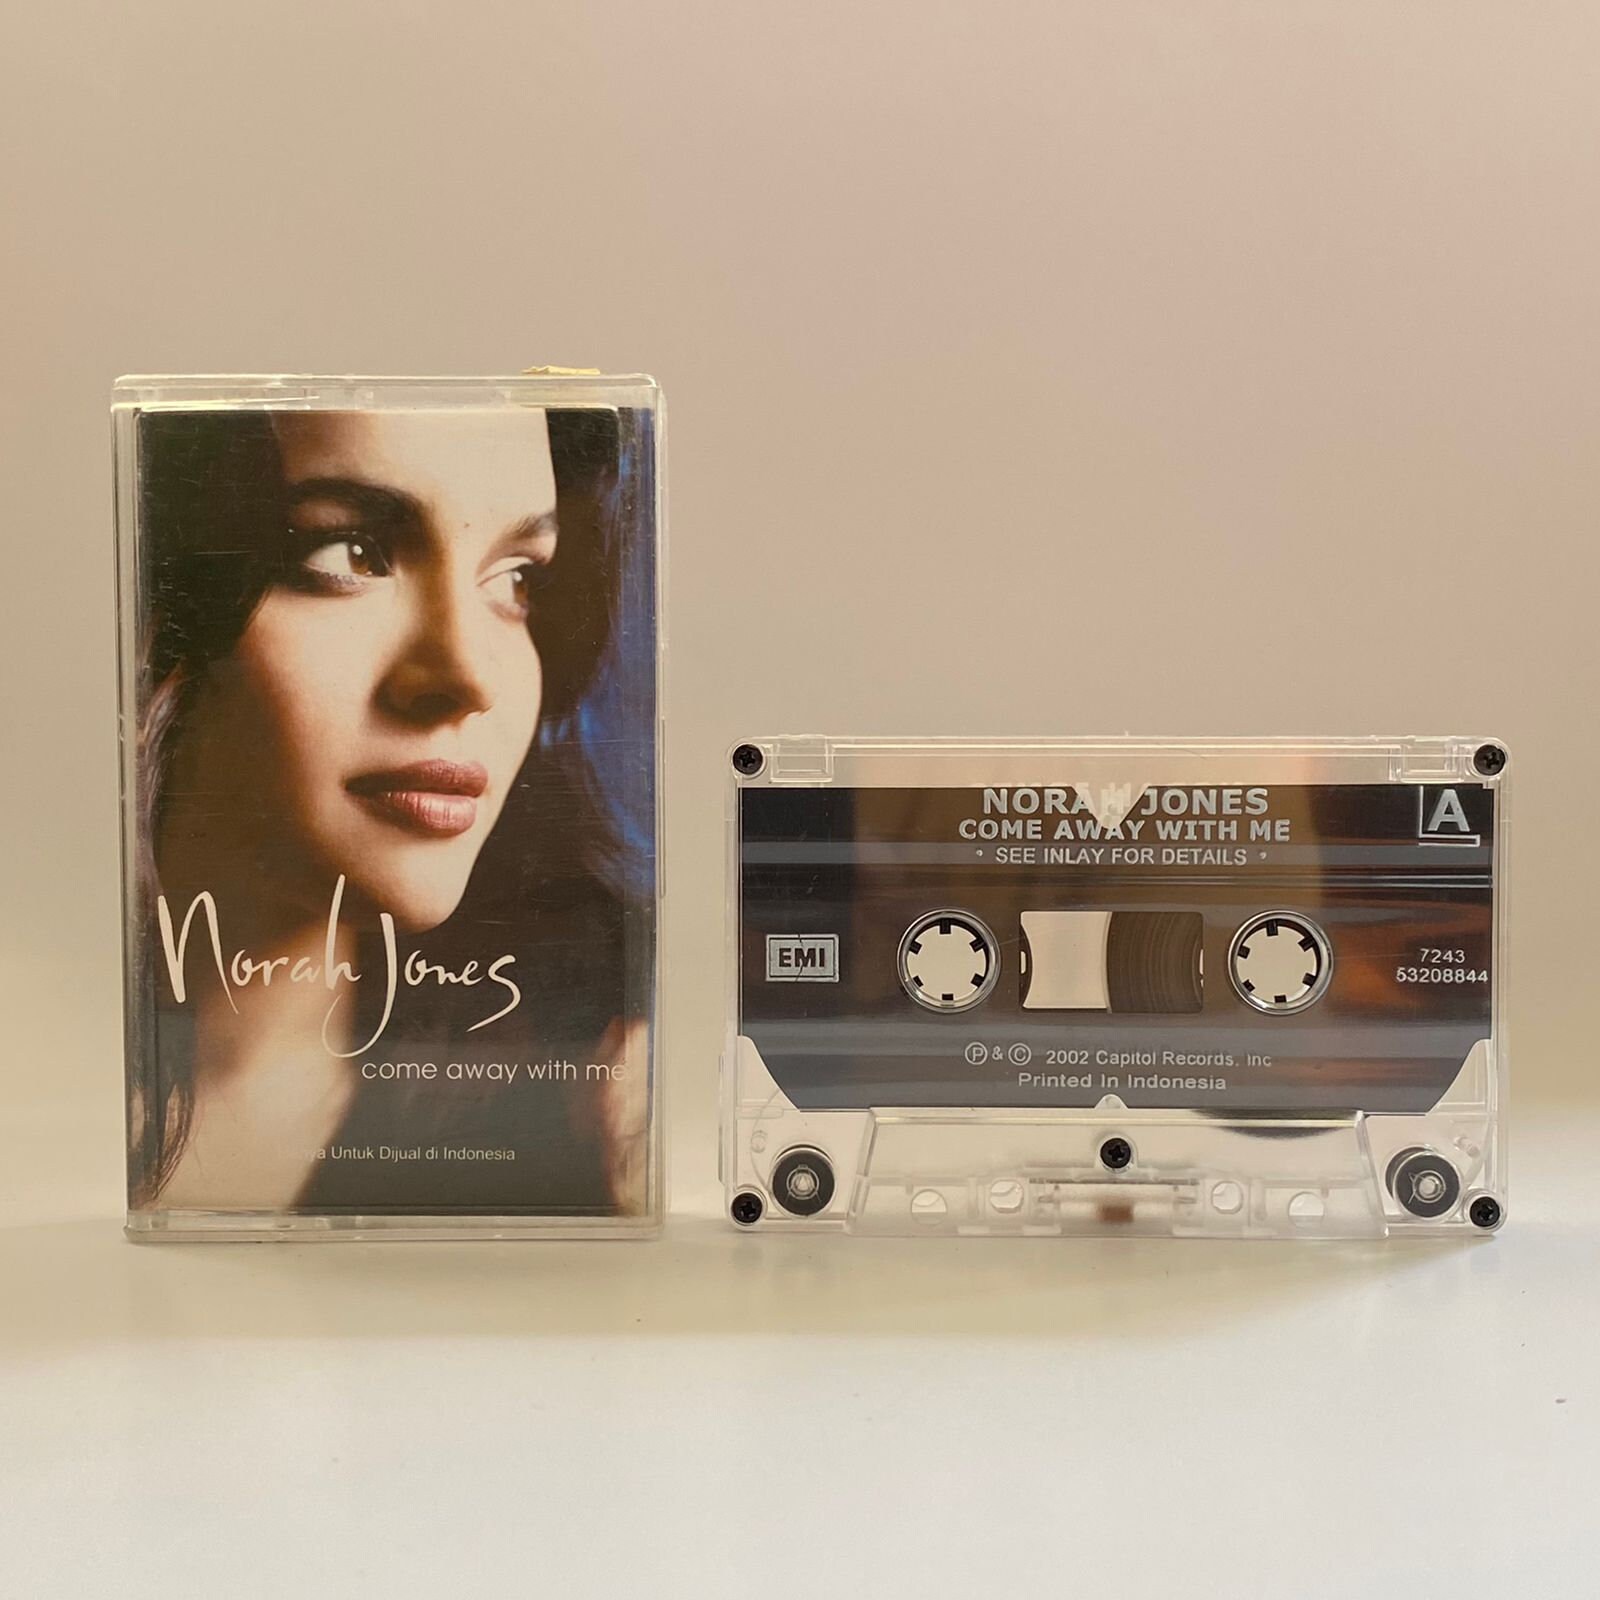 Norah Jones
come away with me
Untuk Dijual di Indonesia
NORAH JONES
A
COME AWAY WITH ME
• SEE INLAY FOR DETAILS •
EMI
7243
53208844
Ⓟ & © 2002 Capitol Records, Inc
Printed In Indonesia